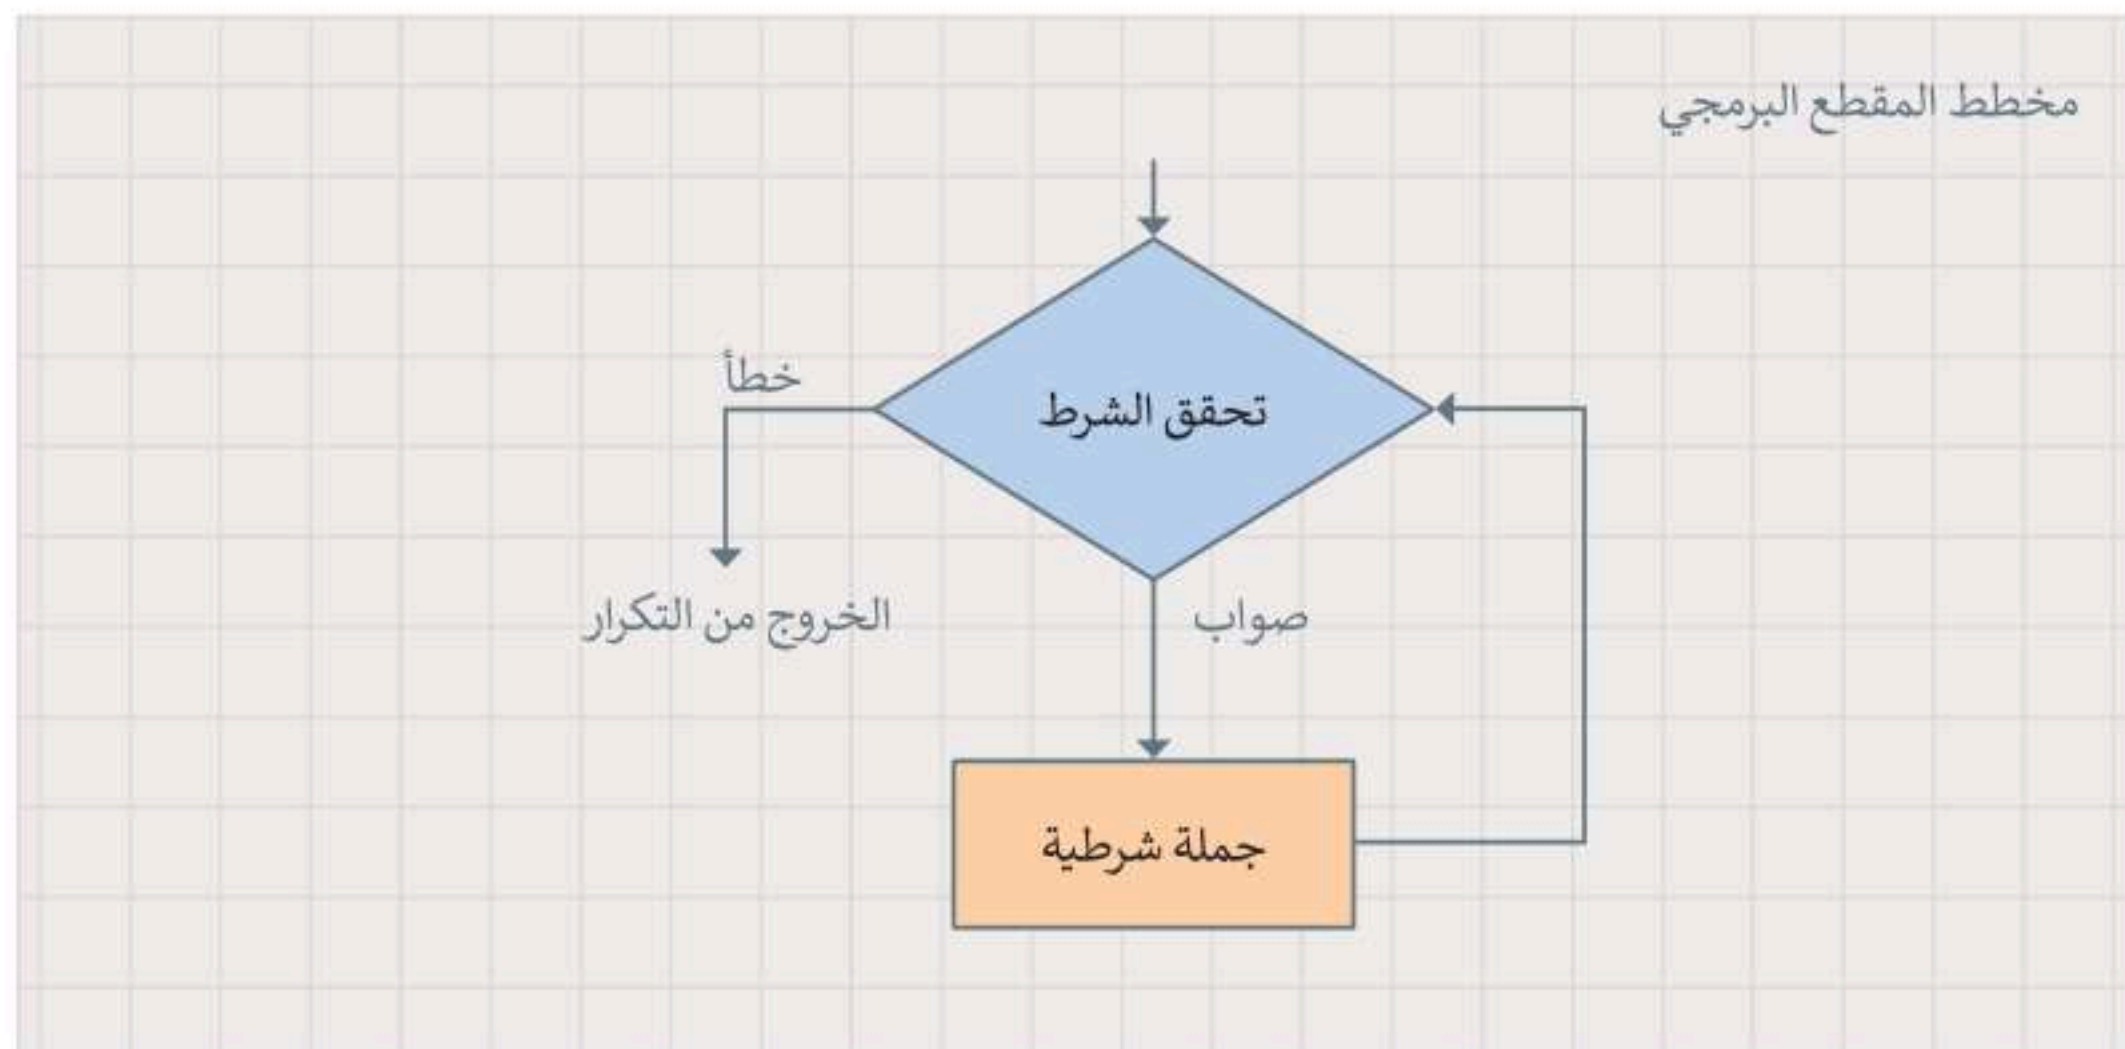 مخطط المقطع البرمجي
خطأ
تحقق الشرط
الخروج من التكرار
صواب
جملة شرطية